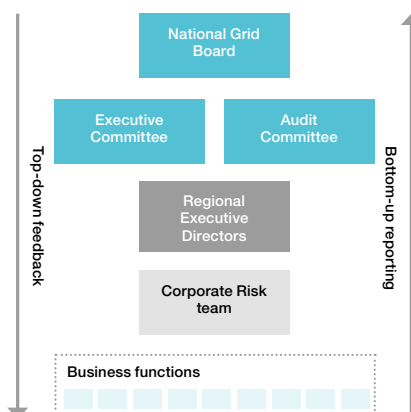 National Grid
Board
Executive
Committee
Audit
Committee
Top-down feedback
Bottom-up reporting
Regional
Executive
Directors
Corporate Risk
team
Business functions